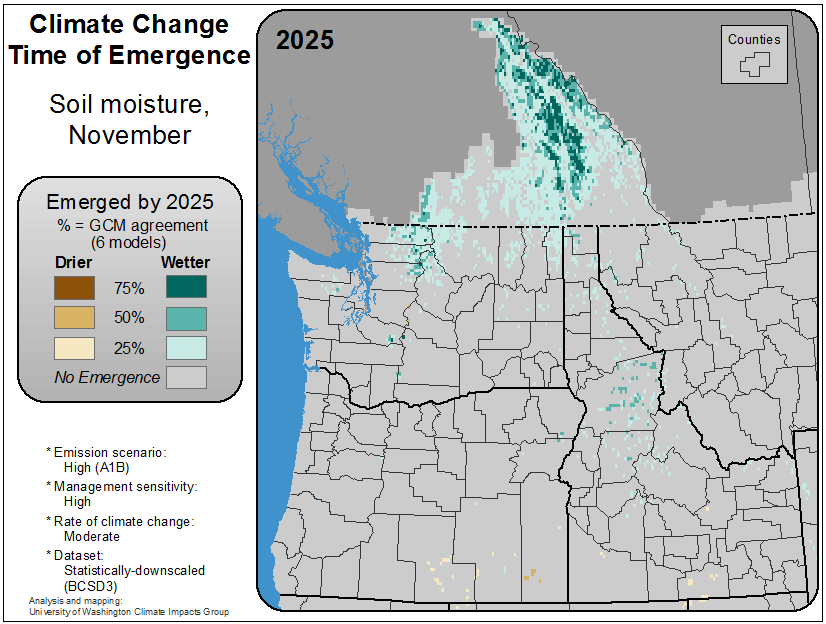 Climate Change
Time of Emergence
Soil moisture,
November
Emerged by 2025
% = GCM agreement
(6 models)
Drier Wetter
75%
50%
25%
No Emergence
* Emission scenario:
High (A1B)
* Management sensitivity:
High
* Rate of climate change:
Moderate
* Dataset:
Statistically-downscaled
(BCSD3)
Analysis and mapping:
University of Washington Climate Impacts Group
2025
Counties